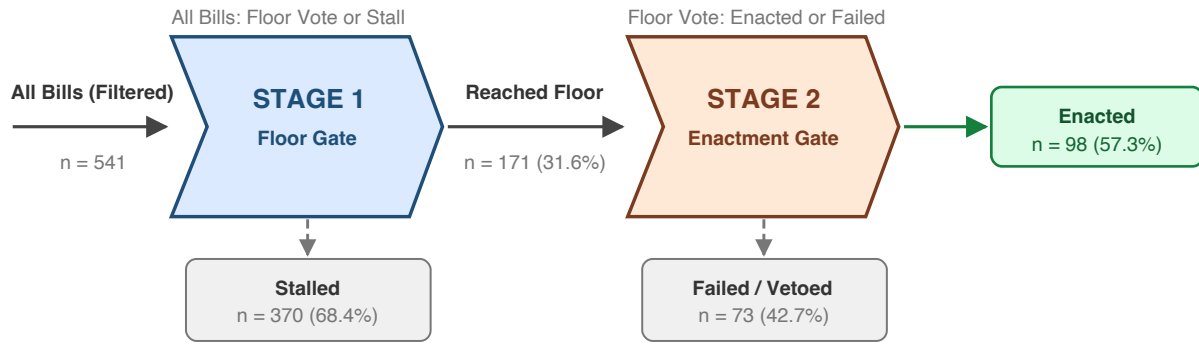 All Bills: Floor Vote or Stall
Floor Vote: Enacted or Failed
All Bills (Filtered)
n = 541
STAGE 1
Floor Gate
Reached Floor
n = 171 (31.6%)
STAGE 2
Enactment Gate
Enacted
n = 98 (57.3%)
Stalled
n = 370 (68.4%)
Failed / Vetoed
n = 73 (42.7%)